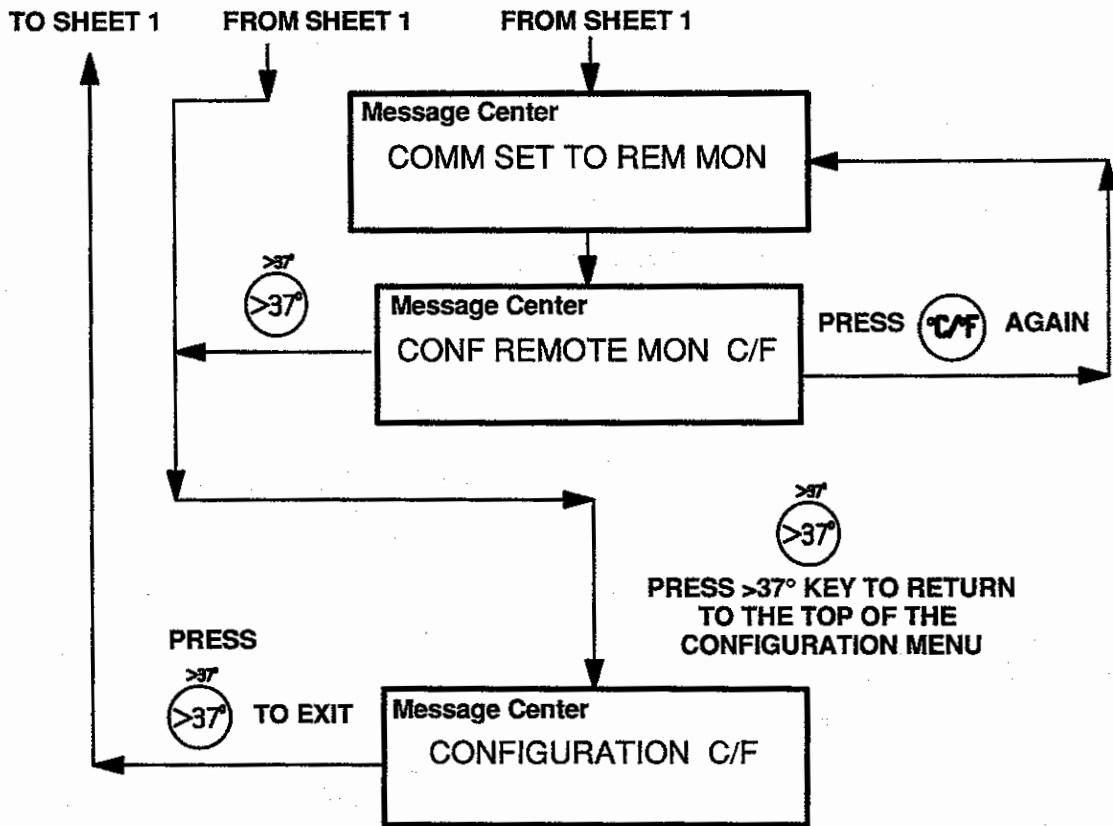 TO SHEET 1
FROM SHEET 1
FROM SHEET 1
Message Center
COMM SET TO REM MON
>37°
>37°
Message Center
CONF REMOTE MON C/F
PRESS °C/°F AGAIN
>37°
>37°
PRESS >37° KEY TO RETURN
TO THE TOP OF THE
CONFIGURATION MENU
PRESS
>37°
>37° TO EXIT
Message Center
CONFIGURATION C/F